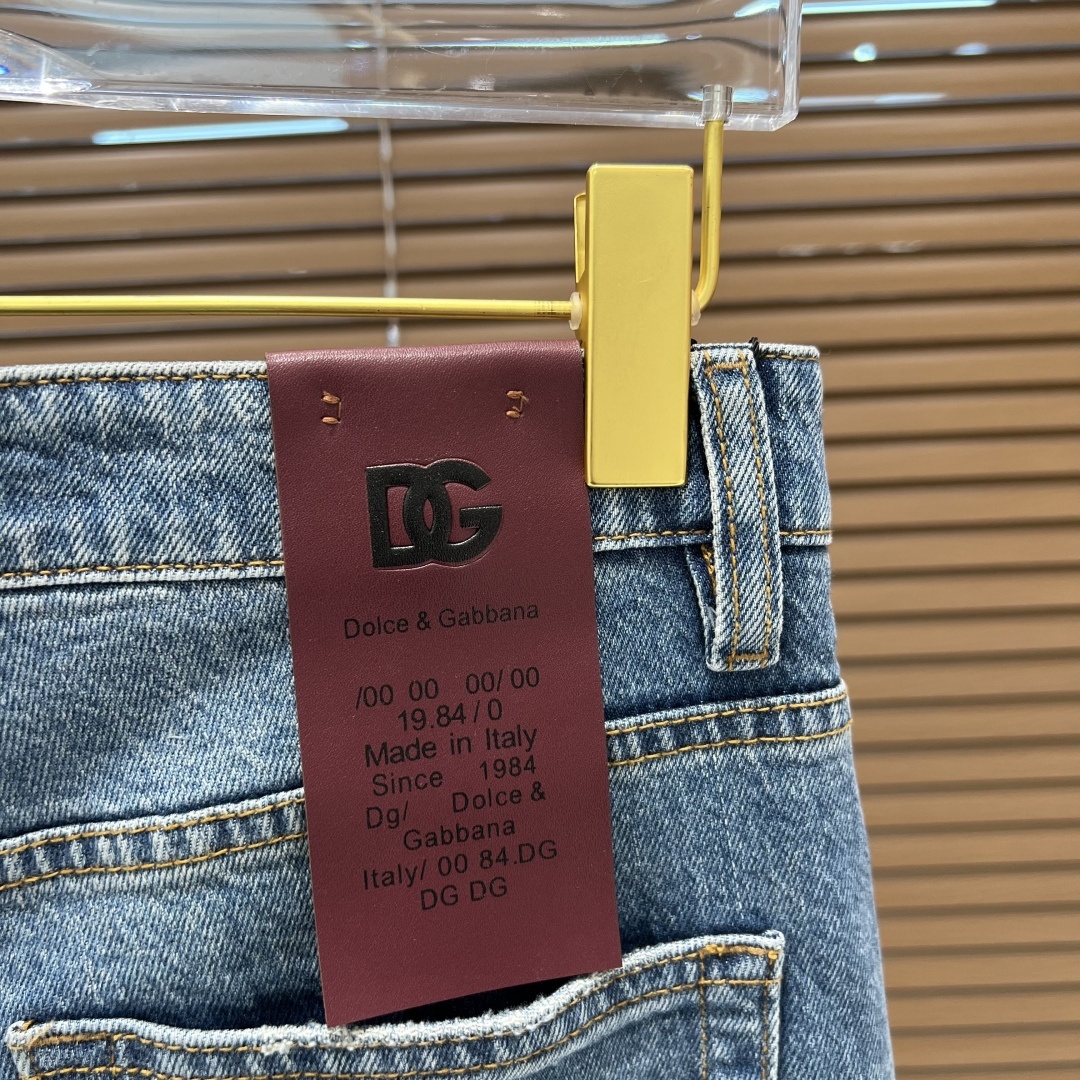 DG
Dolce & Gabbana
/00 00 00/00
19.84/0
Made in Italy
Since 1984
Dg/ Dolce &
Gabbana
Italy/ 00 84.DG
DG DG